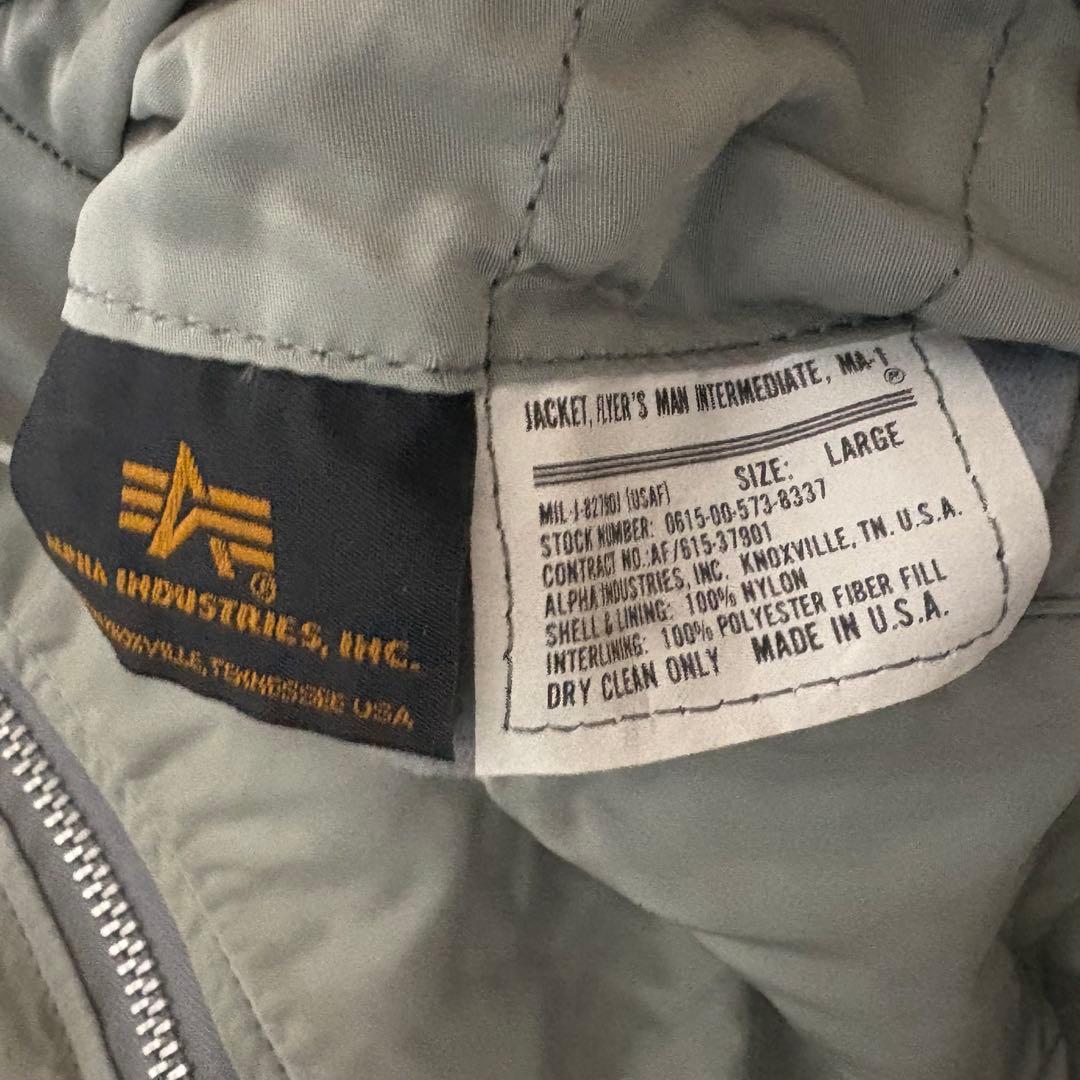 ALPHA INDUSTRIES, INC. ®
KNOXVILLE, TENNESSEE USA
JACKET, FLYER'S MAN INTERMEDIATE, MA-1 ®
SIZE: LARGE
MIL-J-82790J (USAF)
STOCK NUMBER: 0615-00-573-8337
CONTRACT NO.:AF/615-37901
ALPHA INDUSTRIES, INC. KNOXVILLE, TN. U.S.A.
SHELL & LINING: 100% NYLON
INTERLINING: 100% POLYESTER FIBER FILL
DRY CLEAN ONLY MADE IN U.S.A.